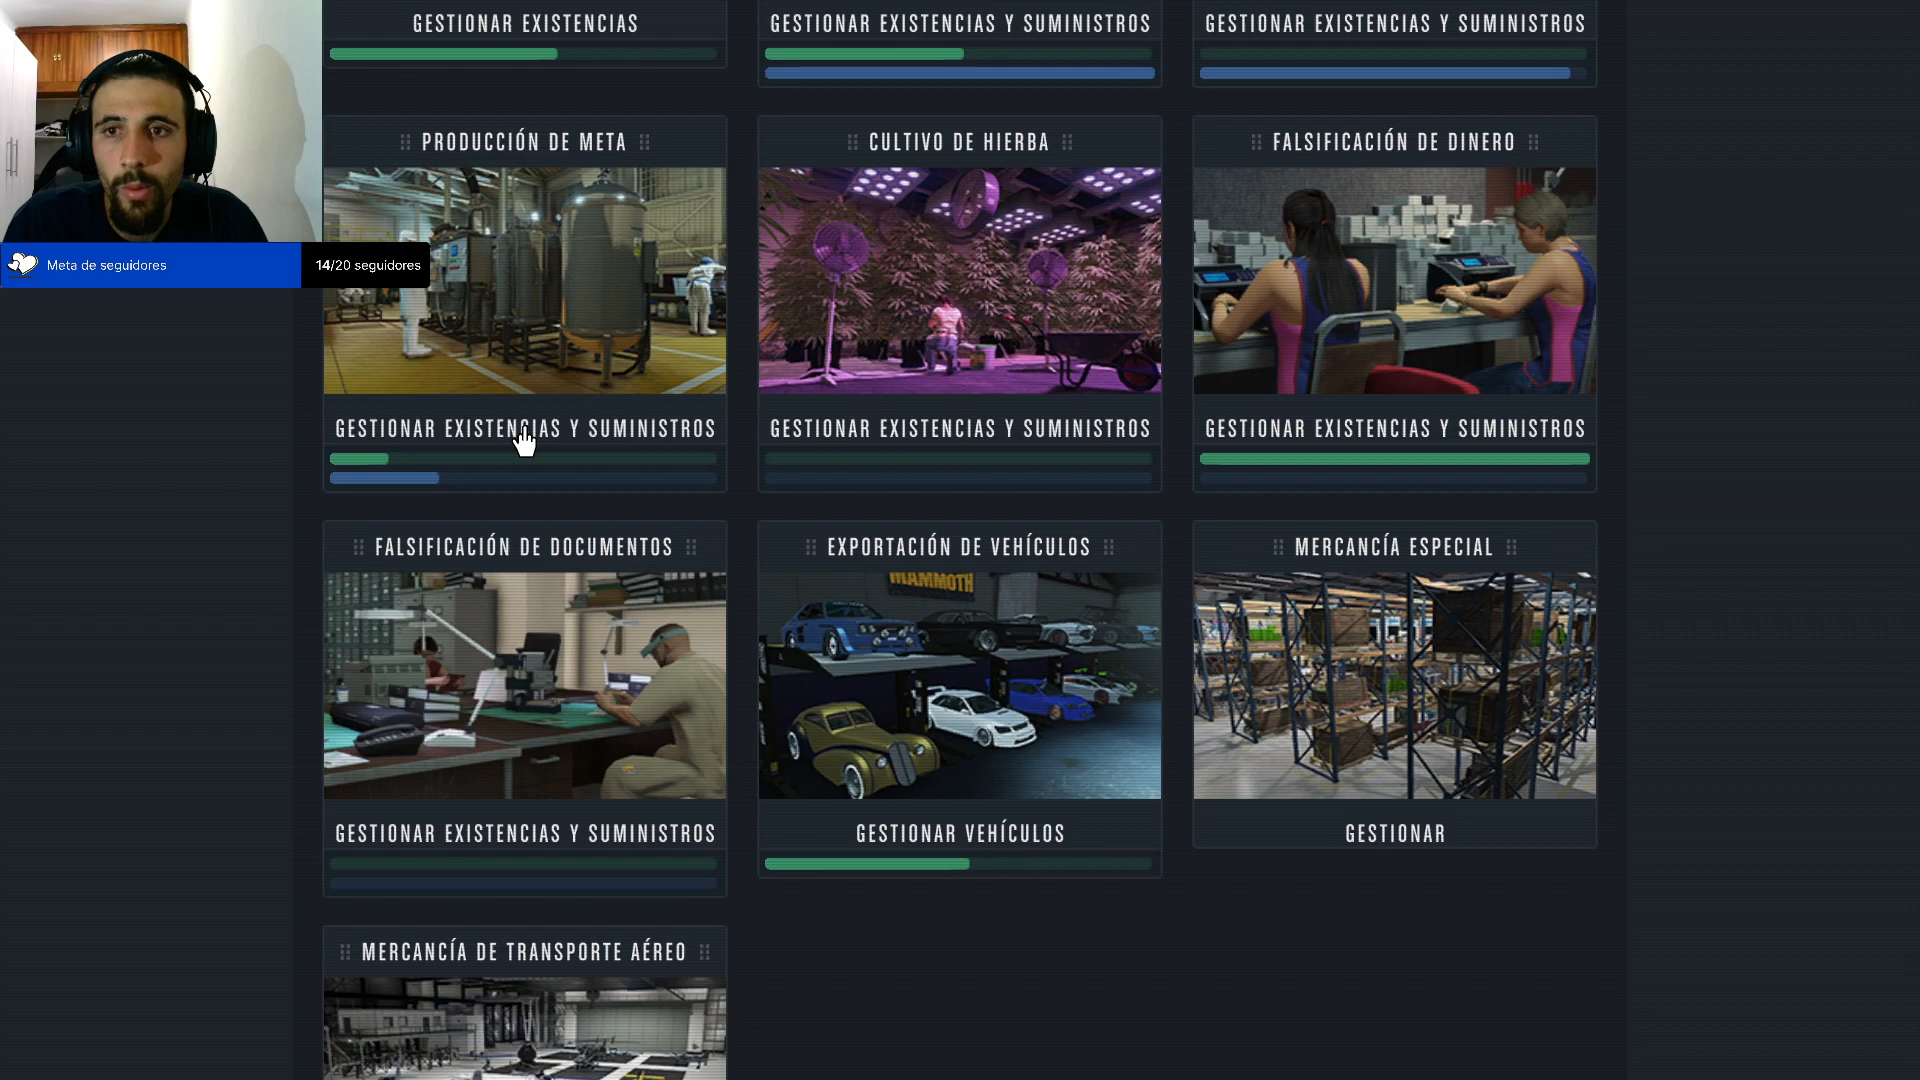 GESTIONAR EXISTENCIAS
GESTIONAR EXISTENCIAS Y SUMINISTROS
GESTIONAR EXISTENCIAS Y SUMINISTROS
PRODUCCIÓN DE META
CULTIVO DE HIERBA
FALSIFICACIÓN DE DINERO
Meta de seguidores
14/20 seguidores
GESTIONAR EXISTENCIAS Y SUMINISTROS
GESTIONAR EXISTENCIAS Y SUMINISTROS
GESTIONAR EXISTENCIAS Y SUMINISTROS
FALSIFICACIÓN DE DOCUMENTOS
EXPORTACIÓN DE VEHÍCULOS
MERCANCÍA ESPECIAL
MAMMOTH
GESTIONAR EXISTENCIAS Y SUMINISTROS
GESTIONAR VEHÍCULOS
GESTIONAR
MERCANCÍA DE TRANSPORTE AÉREO